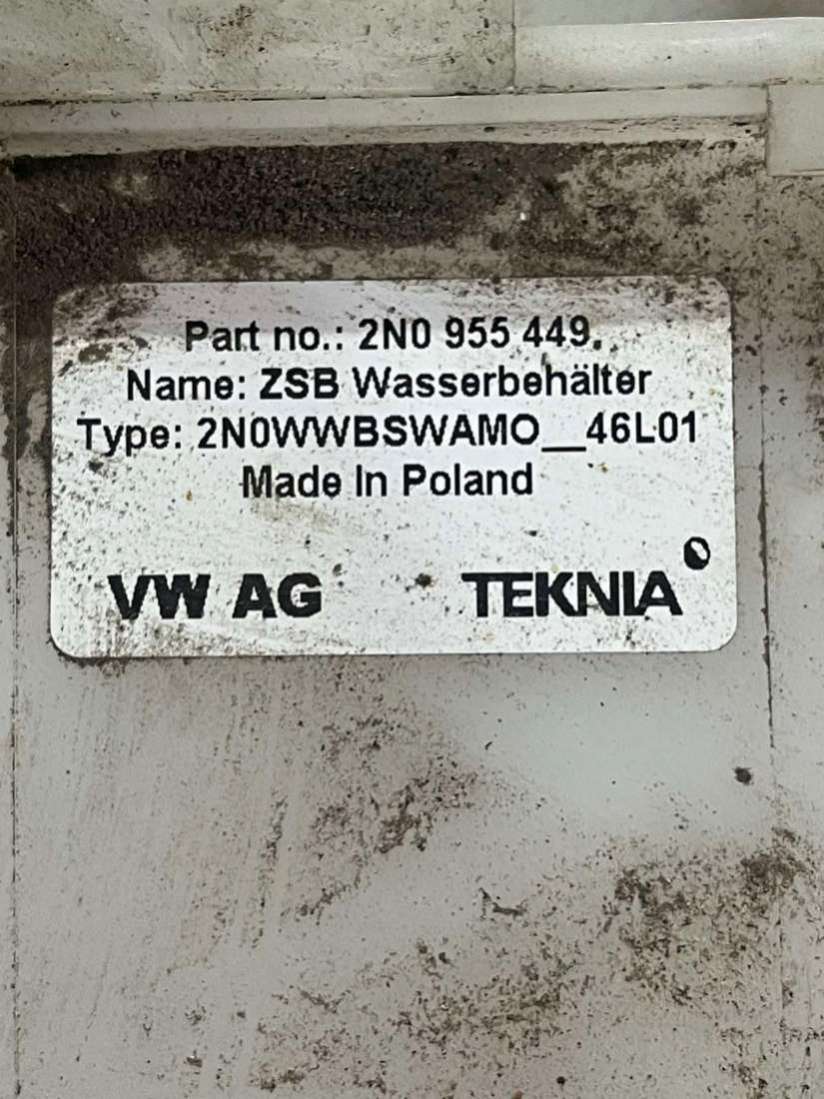 Part no.: 2N0 955 449.
Name: ZSB Wasserbehälter
Type: 2N0WWBSWAMO__46L01
Made In Poland
VW AG TEKNIA